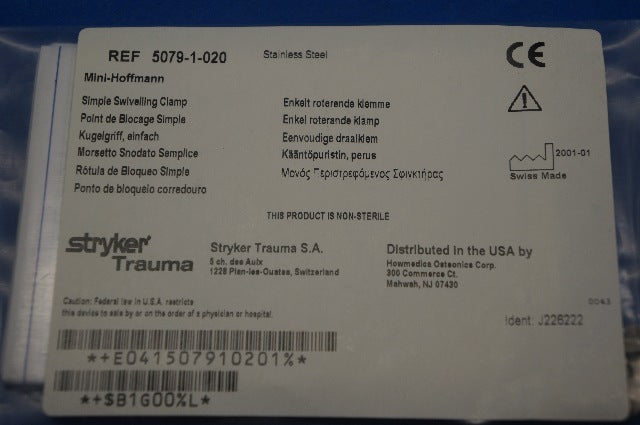 REF 5079-1-020
Stainless Steel
CE
Mini-Hoffmann
Simple Swivelling Clamp
Point de Blocage Simple
Kugelgriff, einfach
Morsetto Snodato Semplice
Rótula de Bloqueo Simple
Ponto de bloqueio corredouro
Enkelt roterende klemme
Enkel roterande klamp
Eenvoudige draaiklem
Kääntöpuristin, perus
Μονός Περιστρεφόμενος Σφινκτήρας
!
2001-01
Swiss Made
THIS PRODUCT IS NON-STERILE
stryker
Trauma
Stryker Trauma S.A.
5 ch. des Aulx
1228 Plan-les-Ouates, Switzerland
Distributed in the USA by
Howmedica Osteonics Corp.
300 Commerce Ct.
Mahwah, NJ 07430
Caution: Federal law in U.S.A. restricts
this device to sale by or on the order of a physician or hospital.
0043
Ident: J226222
*+E041507910201%*
*+$B1G00%L*